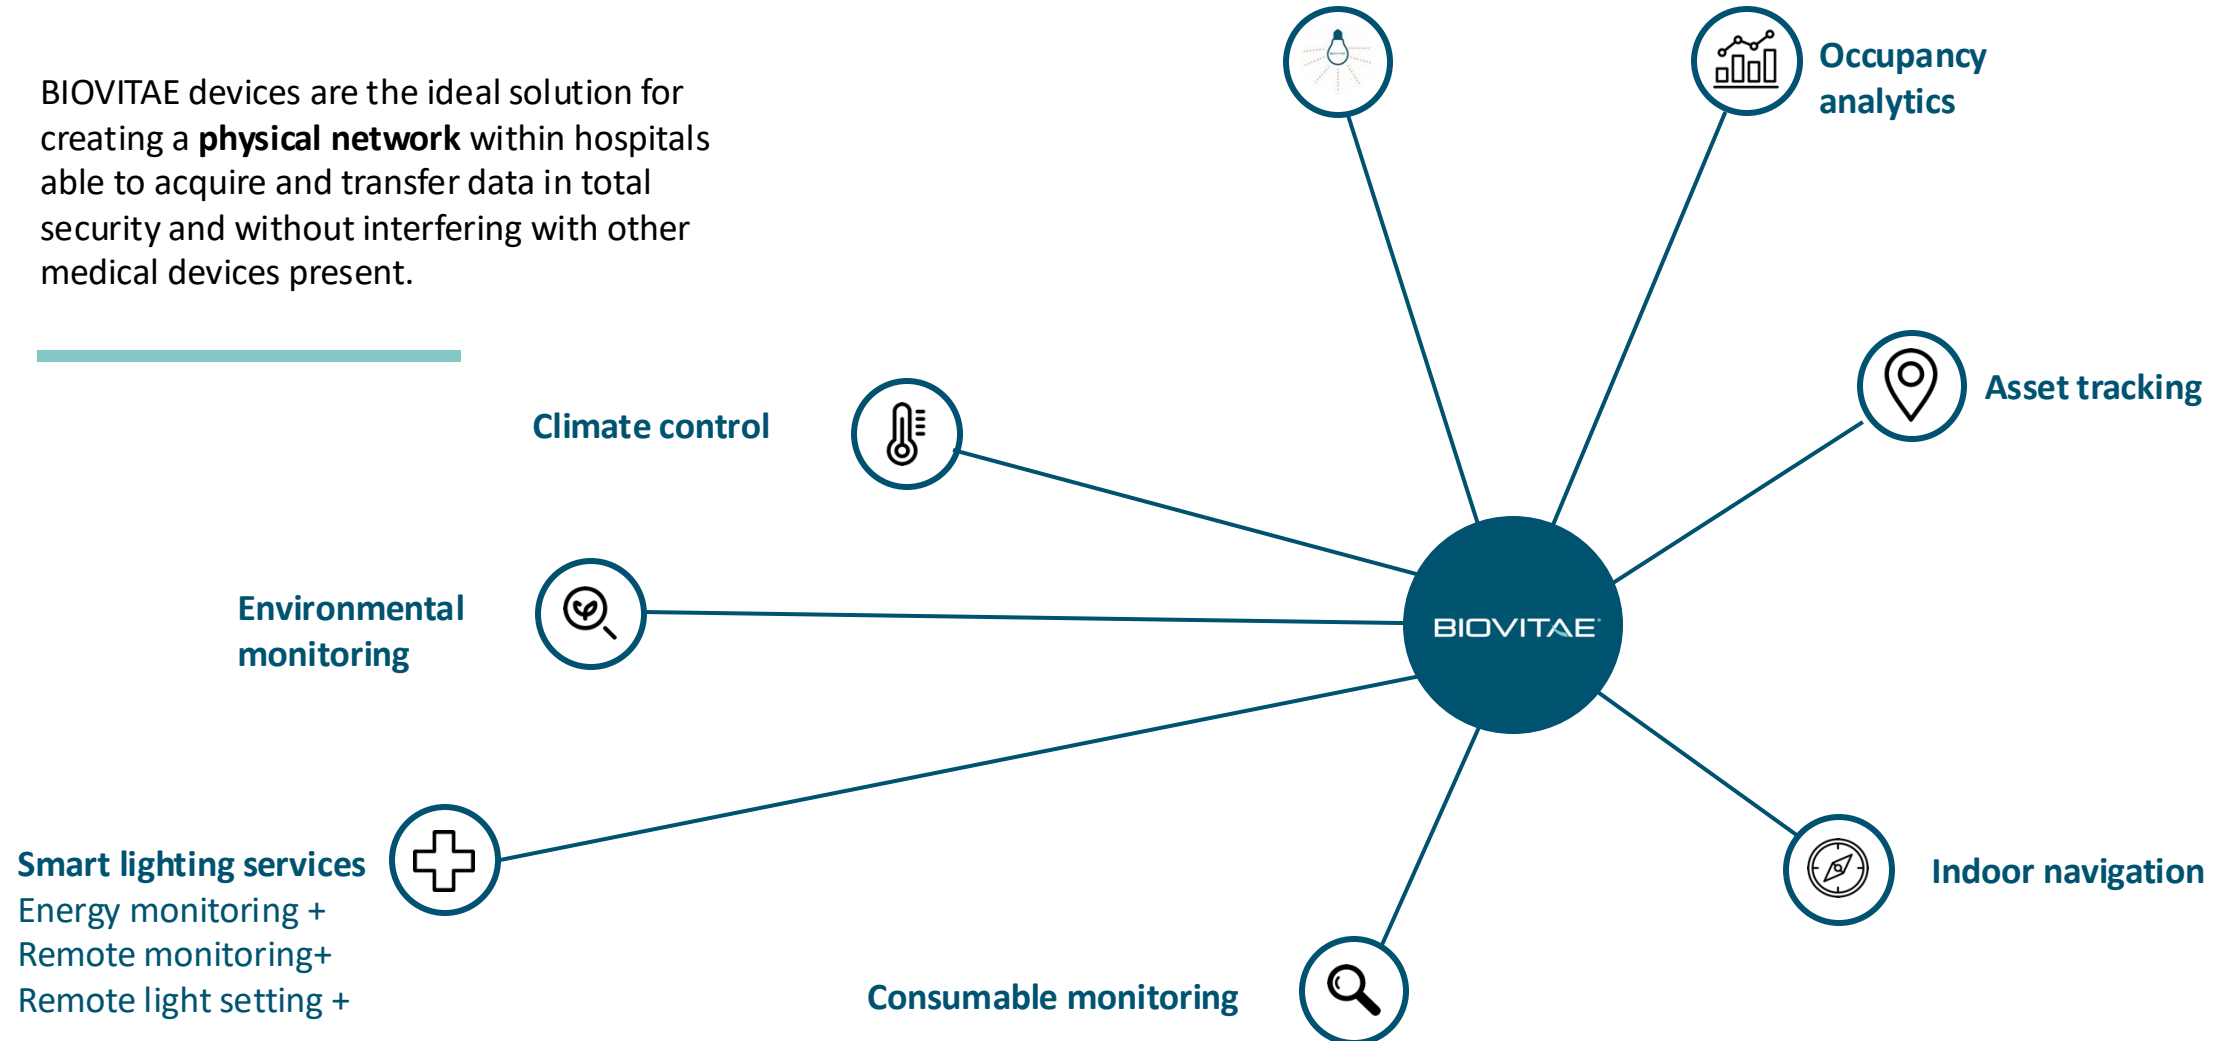 BIOVITAE devices are the ideal solution for
creating a physical network within hospitals
able to acquire and transfer data in total
security and without interfering with other
medical devices present.
Occupancy
analytics
Asset tracking
Climate control
Environmental
monitoring
BIOVITAE®
Smart lighting services
Energy monitoring +
Remote monitoring+
Remote light setting +
Indoor navigation
Consumable monitoring